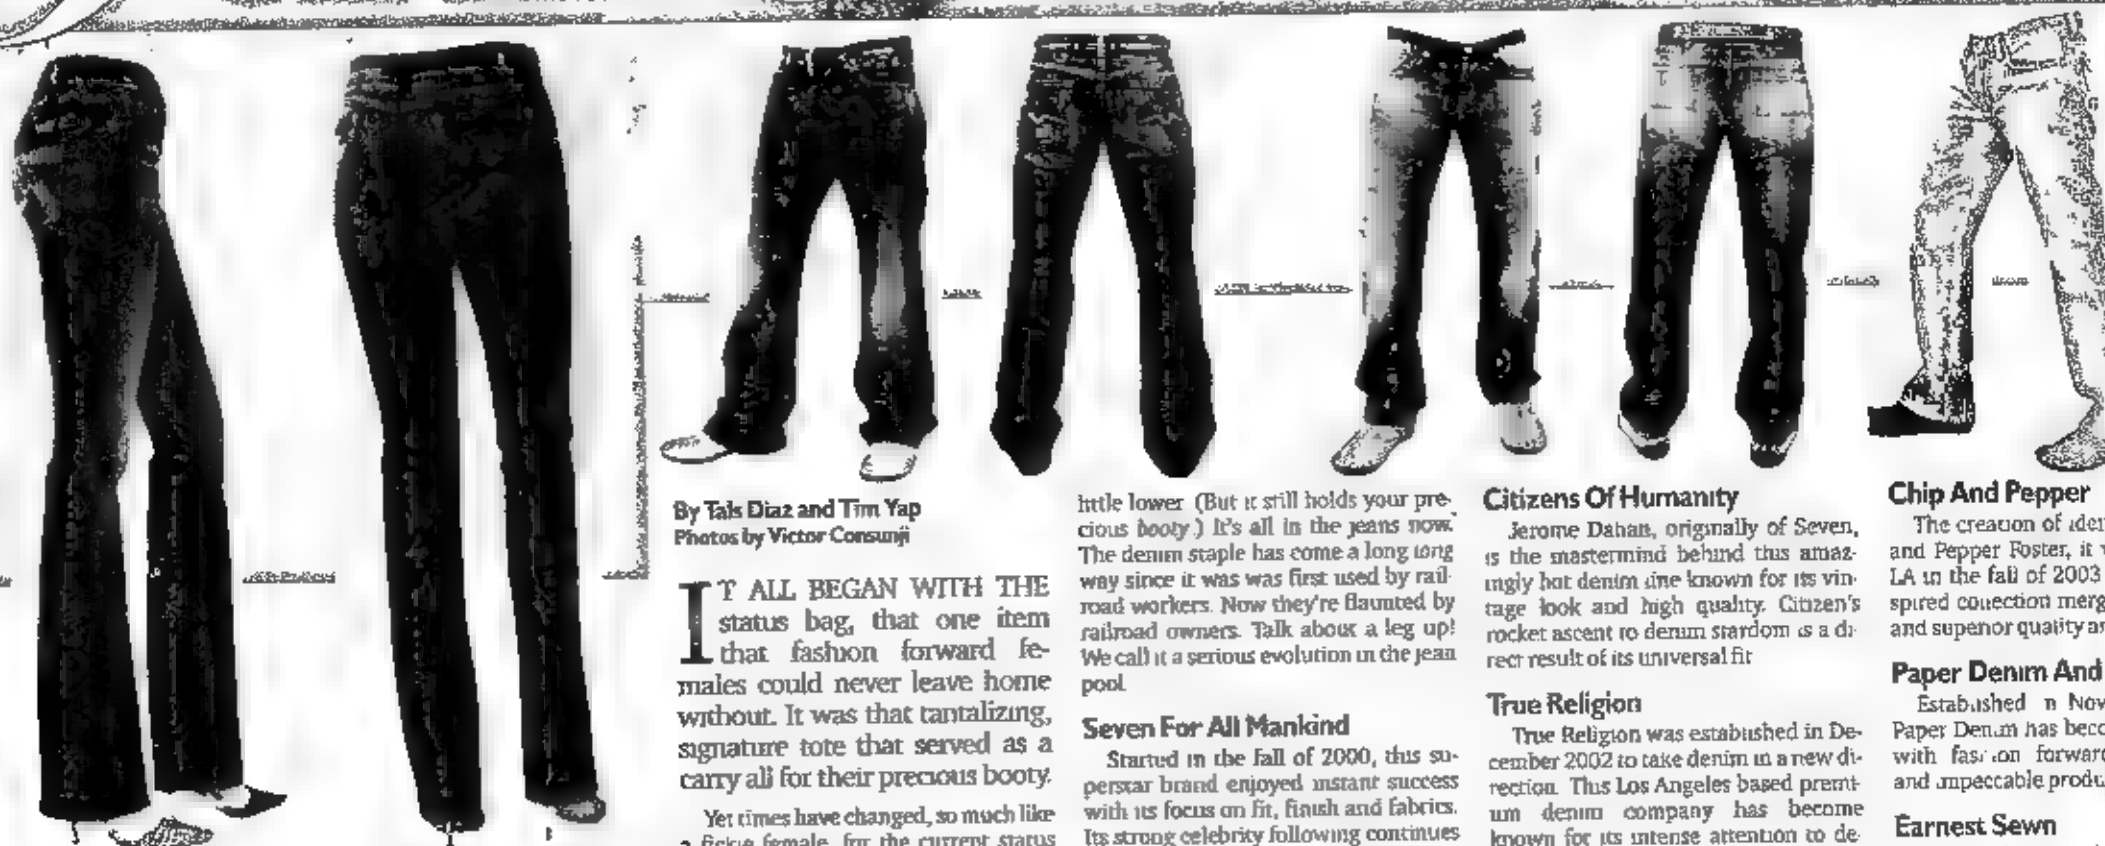 By Tals Diaz and Tim Yap
Photos by Victor Consunji
IT ALL BEGAN WITH THE
status bag, that one item
that fashion forward fe-
males could never leave home
without. It was that tantalizing,
signature tote that served as a
carry all for their precious booty.
Yet times have changed, so much like
a fickle female, for the current status
little lower. (But it still holds your pre-
cious booty.) It's all in the jeans now.
The denim staple has come a long long
way since it was was first used by rail-
road workers. Now they're flaunted by
railroad owners. Talk about a leg up!
We call it a serious evolution in the jean
pool.
Seven For All Mankind
Started in the fall of 2000, this su-
perstar brand enjoyed instant success
with its focus on fit, finish and fabrics.
Its strong celebrity following continues
Citizens Of Humanity
Jerome Dahan, originally of Seven,
is the mastermind behind this amaz-
ingly hot denim line known for its vin-
tage look and high quality. Citizen's
rocket ascent to denim stardom is a di-
rect result of its universal fit
True Religion
True Religion was established in De-
cember 2002 to take denim in a new di-
rection. This Los Angeles based premi-
um denim company has become
known for its intense attention to de-
Chip And Pepper
The creation of iden
and Pepper Foster, it
LA in the fall of 2003
spired collection merg
and superior quality
Paper Denim And
Established in Nov
Paper Denim has beco
with fashion forward
and impeccable produ
Earnest Sewn